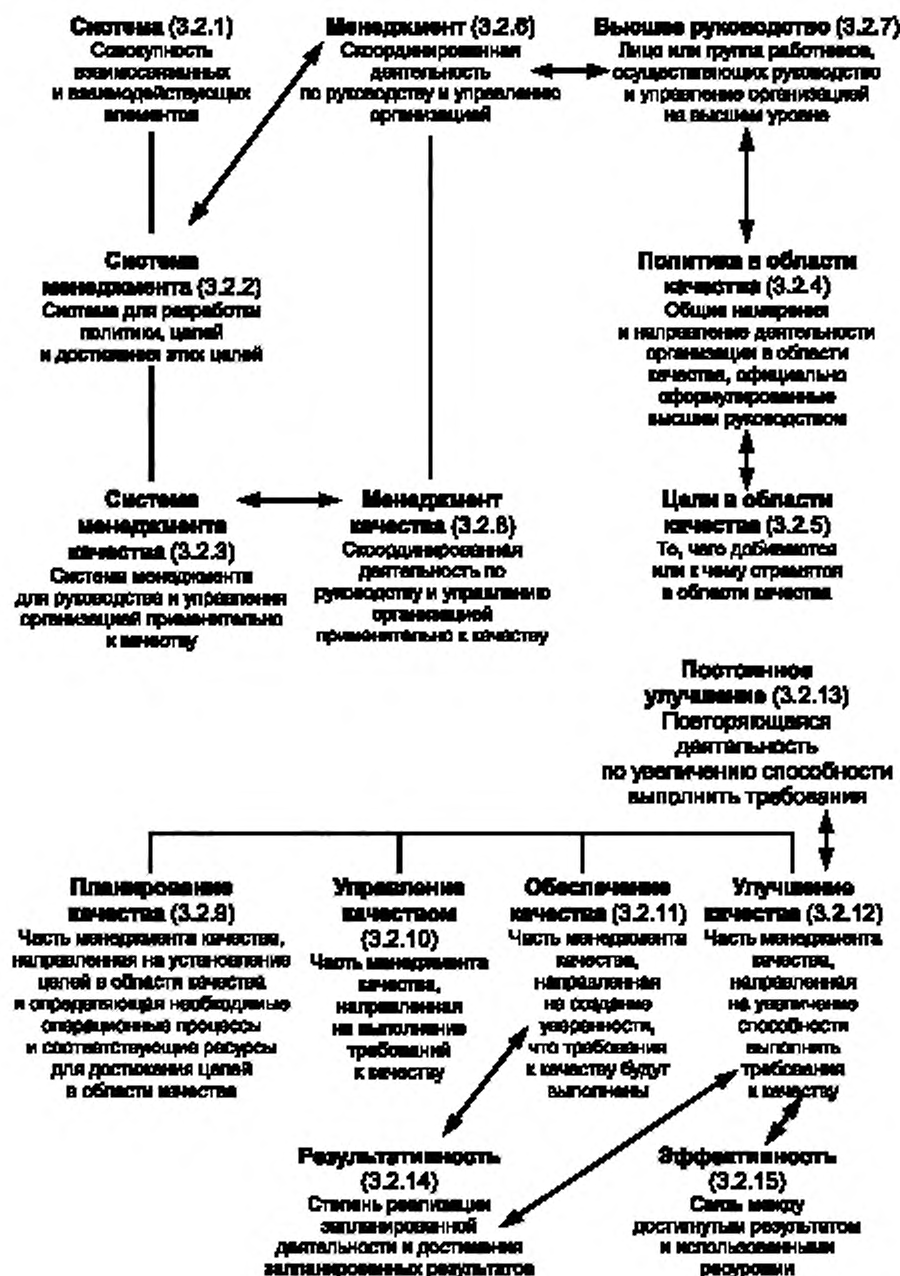 Система (3.2.1)
Совокупность
взаимосвязанных
и взаимодействующих
элементов
Менеджмент (3.2.6)
Скоординированная
деятельность
по руководству и управлению
организацией
Высшее руководство (3.2.7)
Лицо или группа работников,
осуществляющих руководство
и управление организацией
на высшем уровне
Система
менеджмента (3.2.2)
Система для разработки
политики, целей
и достижения этих целей
Политика в области
качества (3.2.4)
Общие намерения
и направление деятельности
организации в области
качества, официально
сформулированные
высшим руководством
Система
менеджмента
качества (3.2.3)
Система менеджмента
для руководства и управления
организацией применительно
к качеству
Менеджмент
качества (3.2.8)
Скоординированная
деятельность по
руководству и управлению
организацией
применительно к качеству
Цели в области
качества (3.2.5)
То, чего добиваются
или к чему стремятся
в области качества
Постоянное
улучшение (3.2.13)
Повторяющаяся
деятельность
по увеличению способности
выполнить требования
Планирование
качества (3.2.9)
Часть менеджмента качества,
направленная на установление
целей в области качества
и определяющая необходимые
операционные процессы
и соответствующие ресурсы
для достижения целей
в области качества
Управление
качеством
(3.2.10)
Часть менеджмента
качества,
направленная
на выполнение
требований
к качеству
Обеспечение
качества (3.2.11)
Часть менеджмента
качества,
направленная
на создание
уверенности,
что требования
к качеству будут
выполнены
Улучшение
качества (3.2.12)
Часть менеджмента
качества,
направленная
на увеличение
способности
выполнить
требования
к качеству
Результативность
(3.2.14)
Степень реализации
запланированной
деятельности и достижения
запланированных результатов
Эффективность
(3.2.15)
Связь между
достигнутым результатом
и использованными
ресурсами